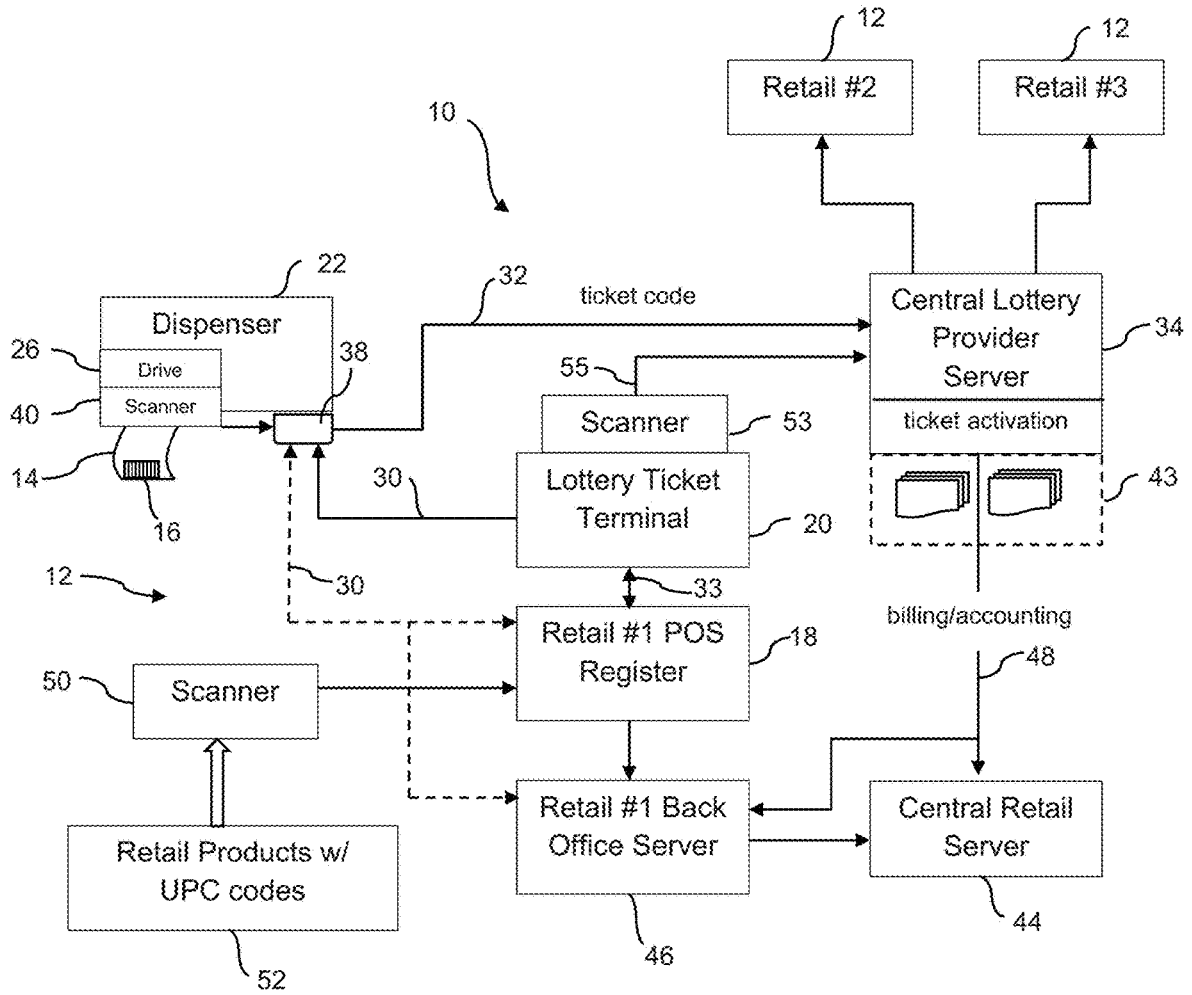 12
12
Retail #2
Retail #3
10
22
32
ticket code
Dispenser
Central Lottery
Provider
Server
34
26
Drive
38
55
40
Scanner
Scanner
53
ticket activation
14
16
30
Lottery Ticket
Terminal
20
43
12
30
33
billing/accounting
Retail #1 POS
Register
18
48
50
Scanner
Retail #1 Back
Office Server
Central Retail
Server
Retail Products w/
UPC codes
46
44
52